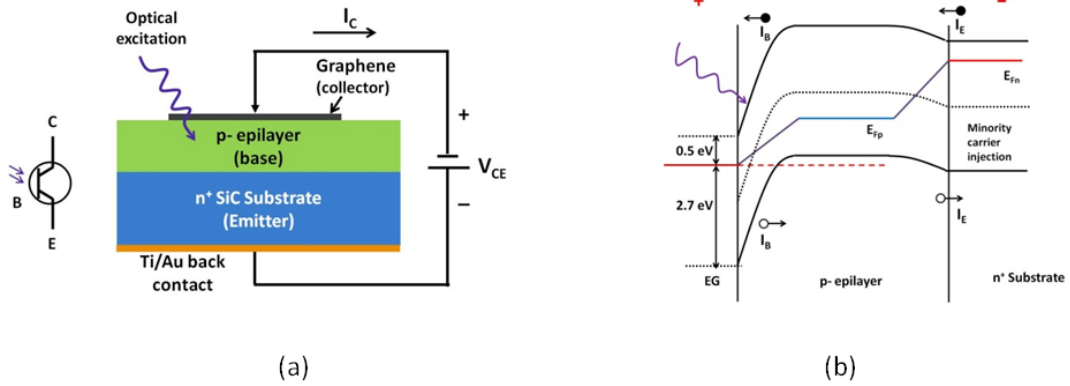 Optical
excitation
I_C
Graphene
(collector)
p- epilayer
(base)
n⁺ SiC Substrate
(Emitter)
Ti/Au back
contact
+
V_CE
−
C
B
E
(a)
+
−
I_B
I_E
E_Fn
E_Fp
0.5 eV
Minority
carrier
injection
2.7 eV
I_B
I_E
EG
p- epilayer
n⁺ Substrate
(b)